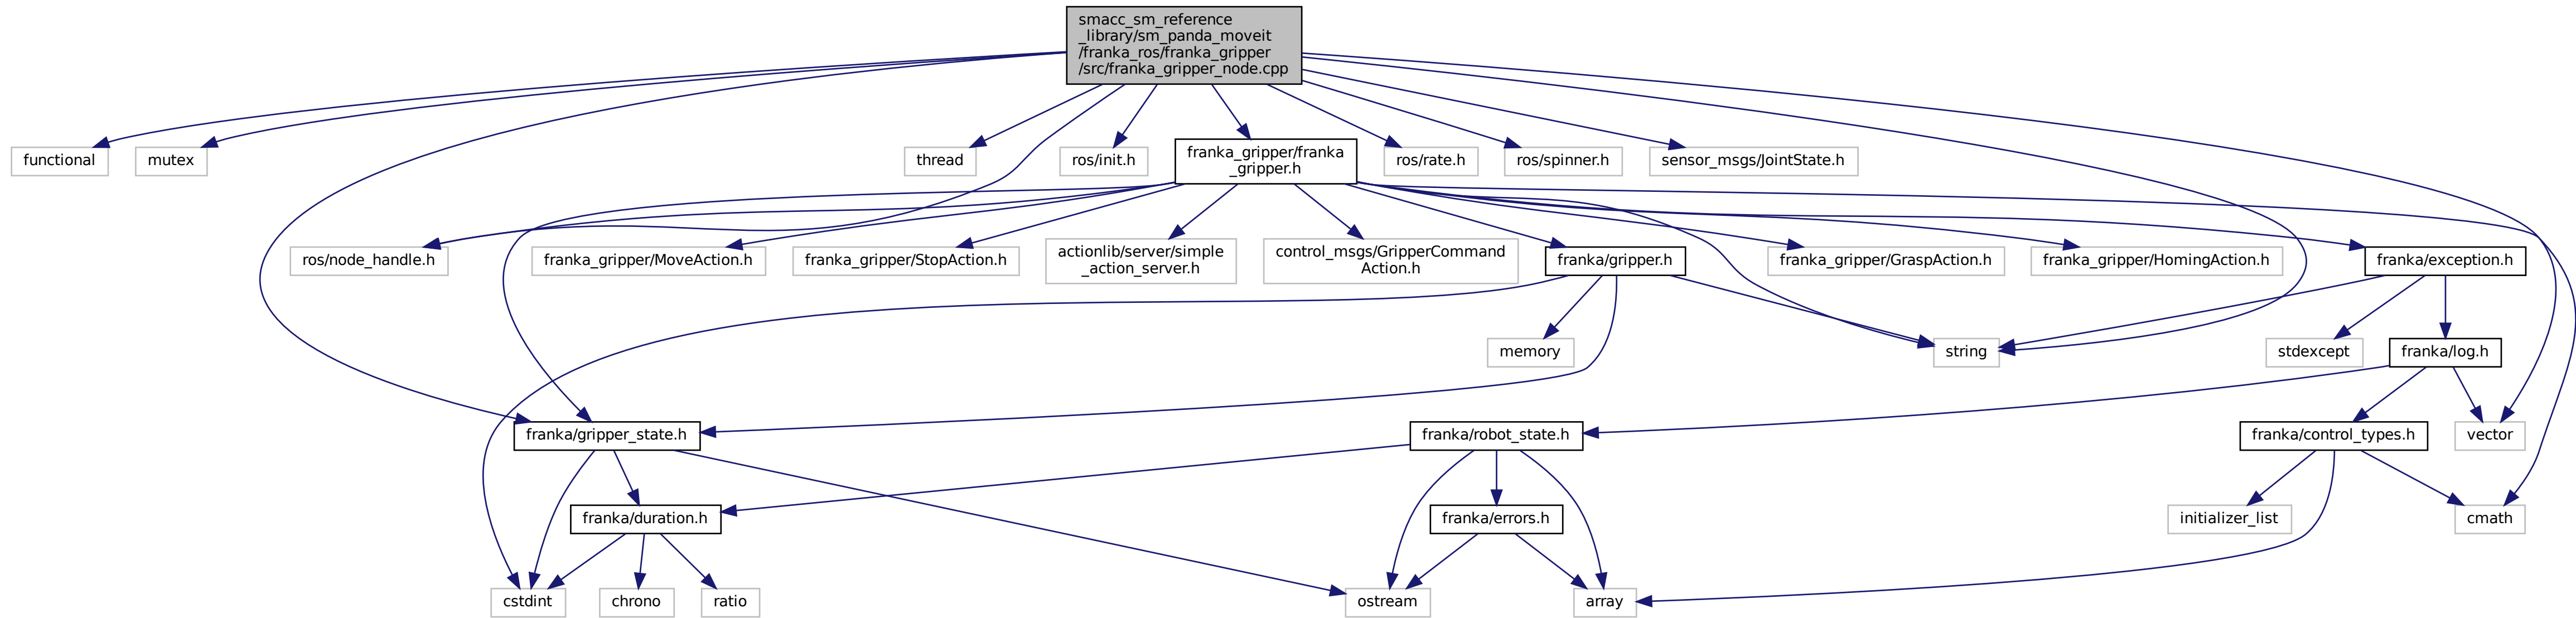 smacc_sm_reference
_library/sm_panda_moveit
/franka_ros/franka_gripper
/src/franka_gripper_node.cpp
functional
mutex
thread
ros/init.h
franka_gripper/franka
_gripper.h
ros/rate.h
ros/spinner.h
sensor_msgs/JointState.h
ros/node_handle.h
franka_gripper/MoveAction.h
franka_gripper/StopAction.h
actionlib/server/simple
_action_server.h
control_msgs/GripperCommand
Action.h
franka/gripper.h
franka_gripper/GraspAction.h
franka_gripper/HomingAction.h
franka/exception.h
memory
string
stdexcept
franka/log.h
franka/gripper_state.h
franka/robot_state.h
franka/control_types.h
vector
franka/duration.h
franka/errors.h
initializer_list
cmath
cstdint
chrono
ratio
ostream
array